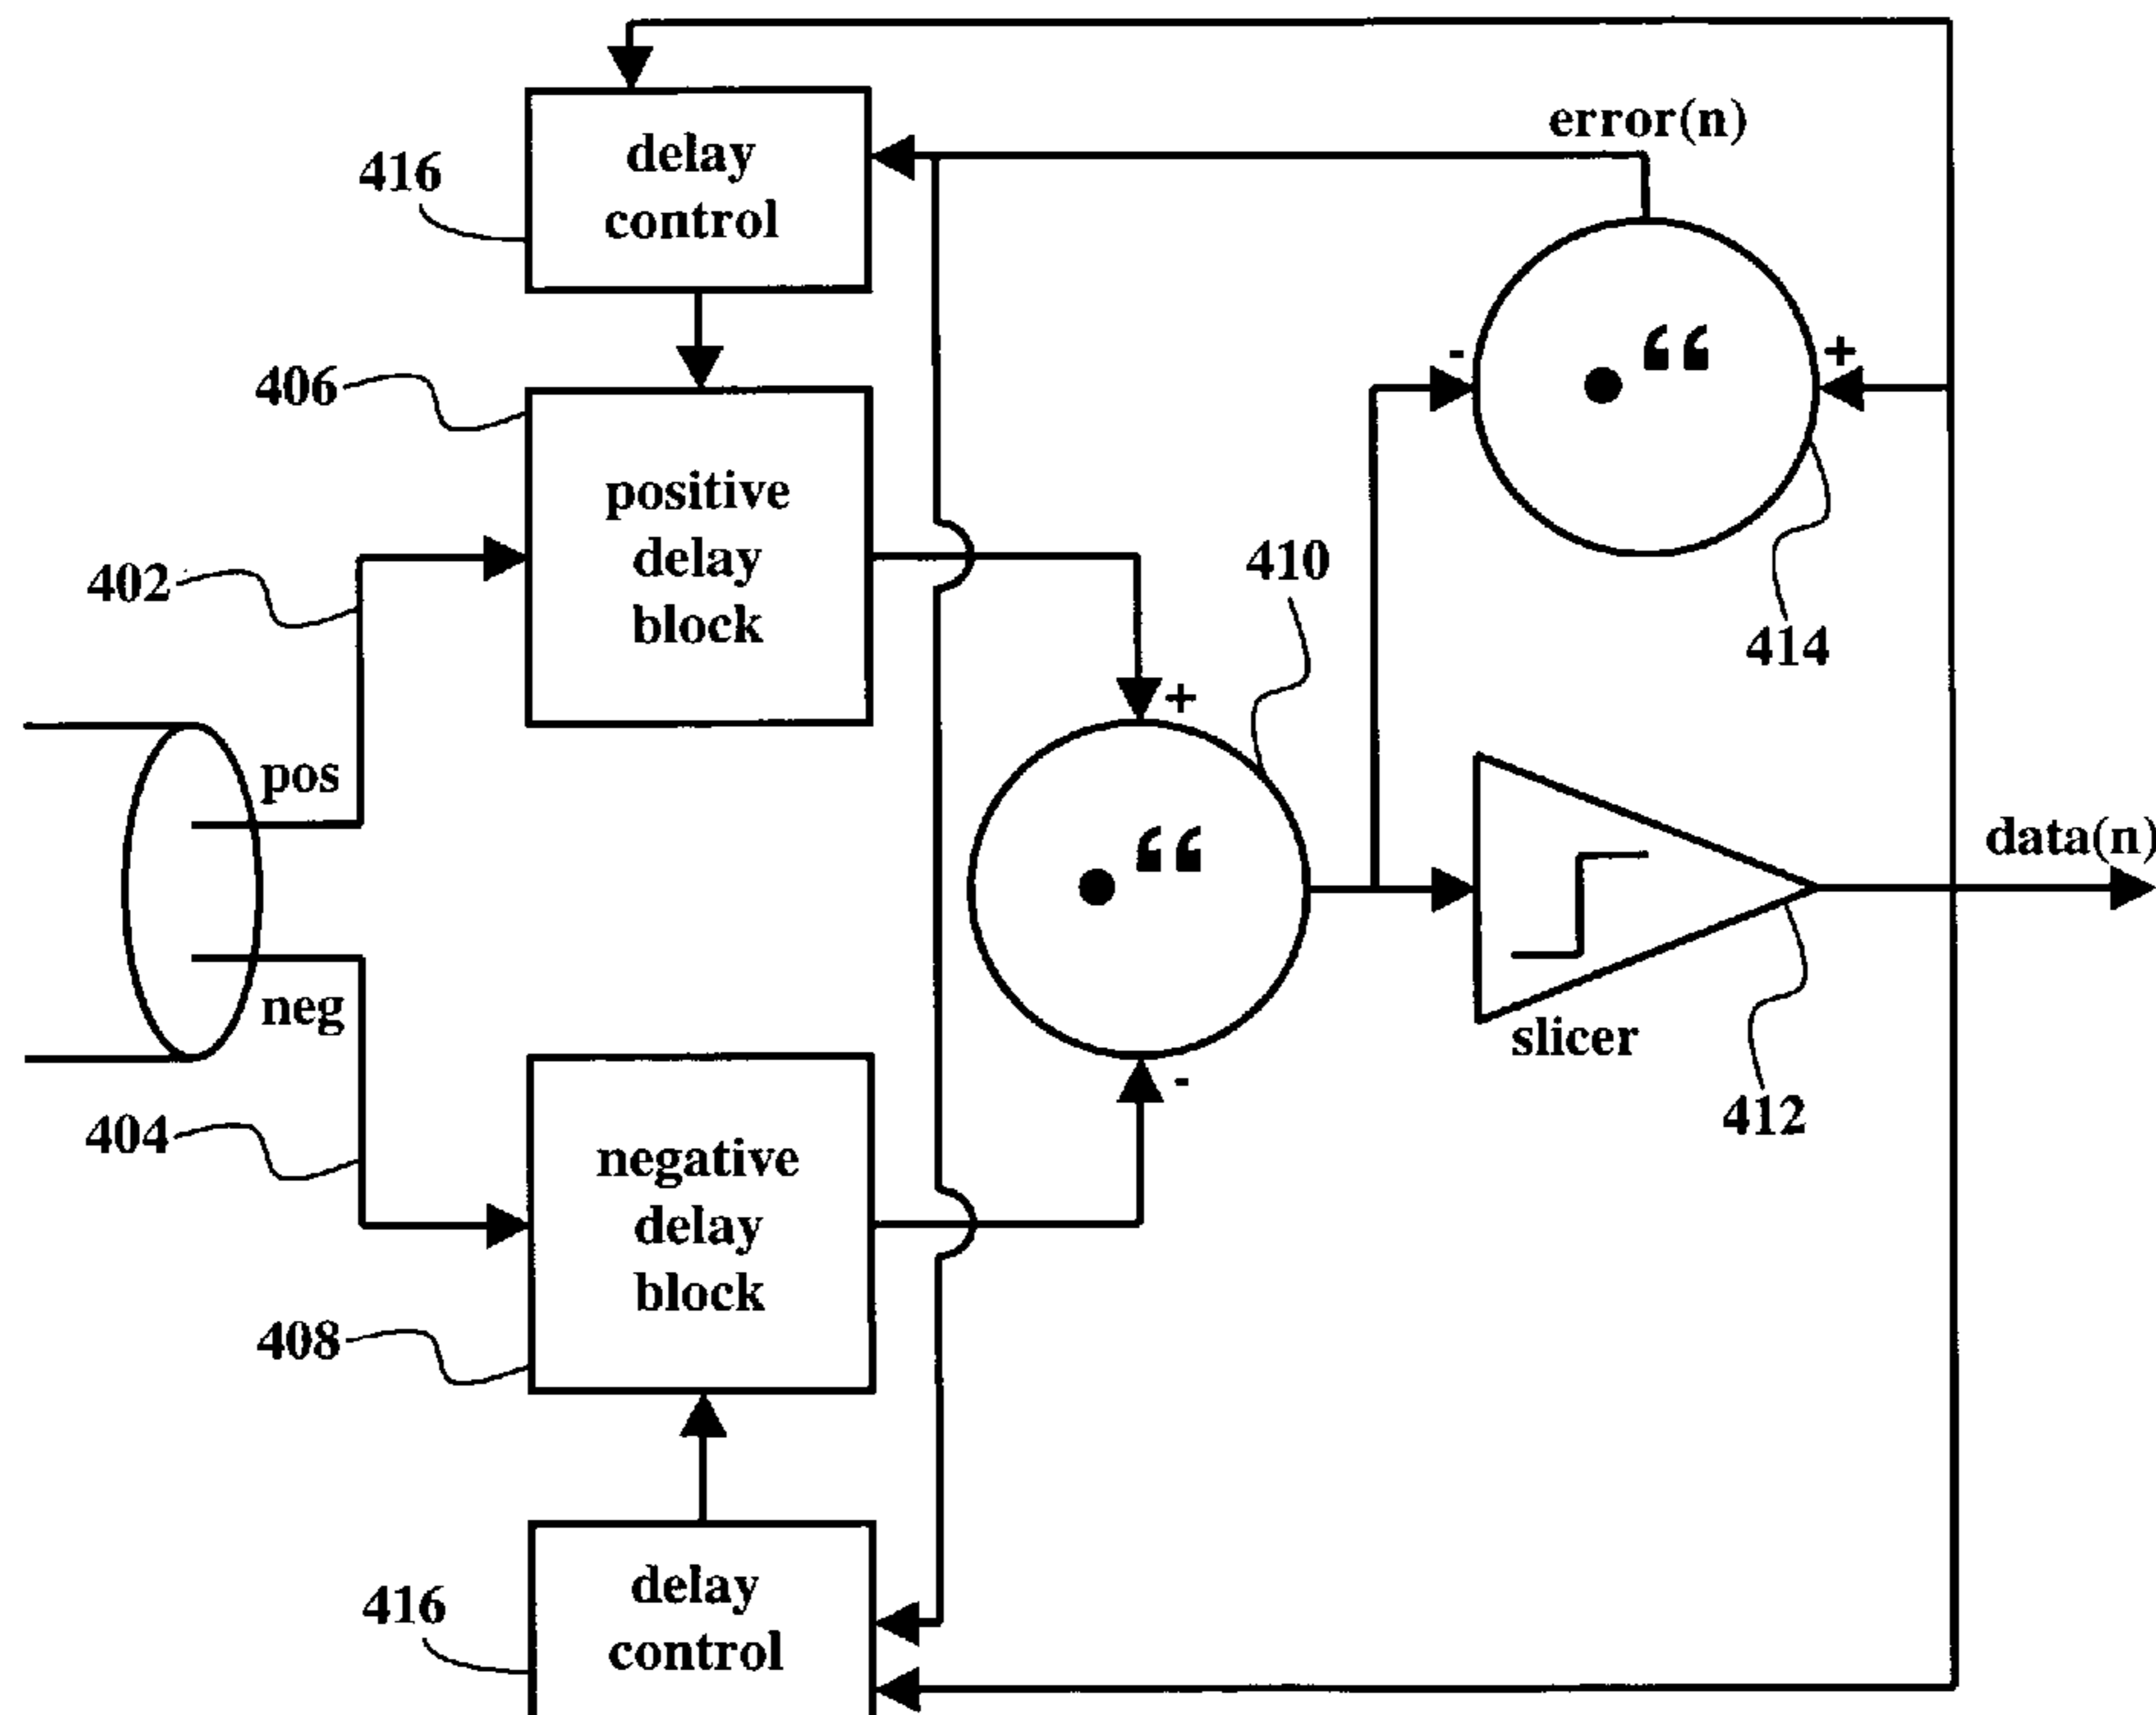 error(n)
delay
control
416
-
+
•“
406
positive
delay
block
402
410
414
+
pos
data(n)
•“
neg
slicer
-
404
negative
delay
block
412
408
delay
control
416